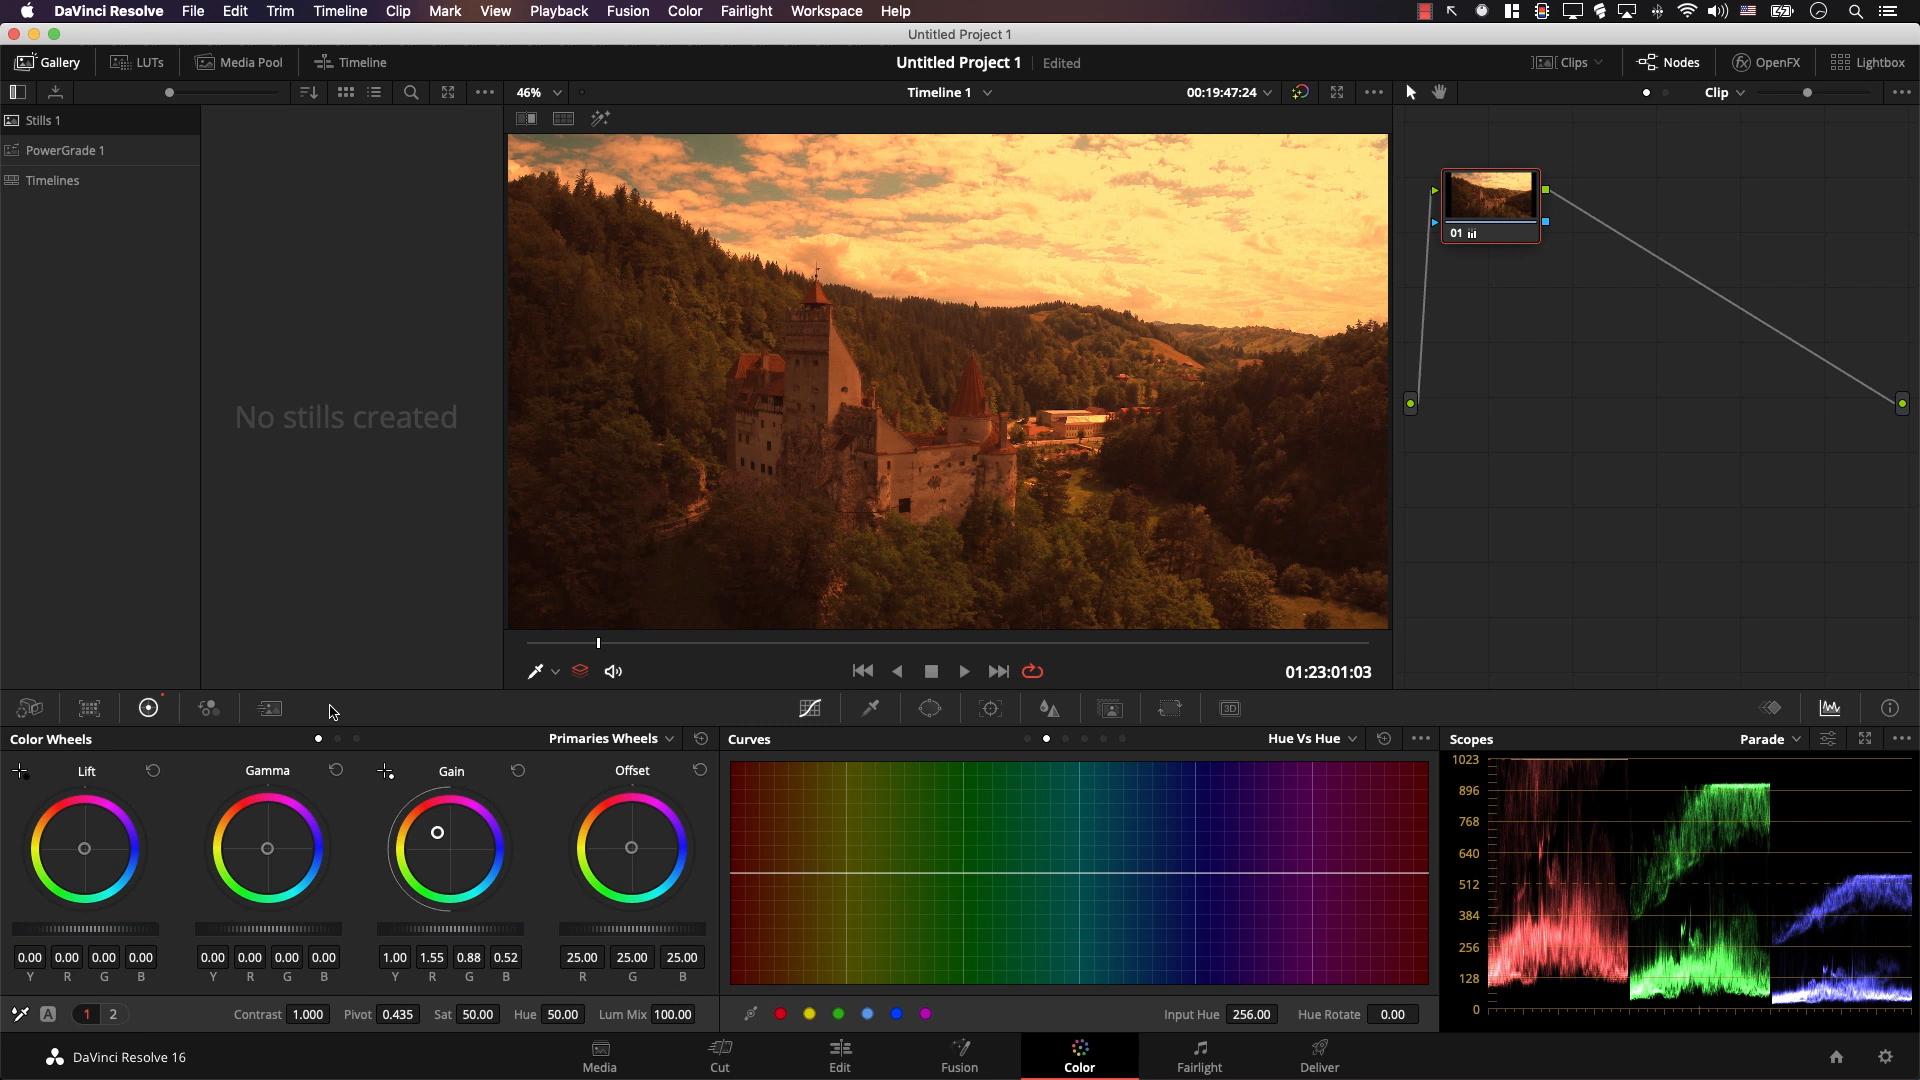 DaVinci Resolve File Edit Trim Timeline Clip Mark View Playback Fusion Color Fairlight Workspace Help
Untitled Project 1
Gallery LUTs Media Pool Timeline Untitled Project 1 Edited Clips Nodes OpenFX Lightbox
46% Timeline 1 00:19:47:24 Clip
Stills 1
PowerGrade 1
Timelines
No stills created
01
01:23:01:03
Color Wheels Primaries Wheels Curves Hue Vs Hue Scopes Parade
Lift Gamma Gain Offset
1023
896
768
640
512
384
256
128
0
0.00 0.00 0.00 0.00 0.00 0.00 0.00 0.00 1.00 1.55 0.88 0.52 25.00 25.00 25.00
Y R G B Y R G B Y R G B R G B
A 1 2 Contrast 1.000 Pivot 0.435 Sat 50.00 Hue 50.00 Lum Mix 100.00 Input Hue 256.00 Hue Rotate 0.00
DaVinci Resolve 16 Media Cut Edit Fusion Color Fairlight Deliver
3D